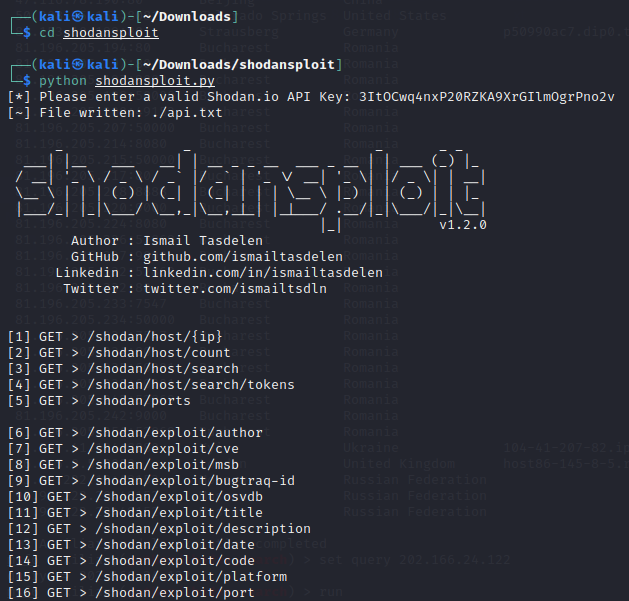 (kali㉿kali)-[~/Downloads]
$ cd shodansploit
(kali㉿kali)-[~/Downloads/shodansploit]
$ python shodansploit.py
[*] Please enter a valid Shodan.io API Key: 3ItOCwq4nxP20RZKA9XrGIlmOgrPno2v
[~] File written: ./api.txt
shodansploit
v1.2.0
Author : Ismail Tasdelen
GitHub : github.com/ismailtasdelen
Linkedin : linkedin.com/in/ismailtasdelen
Twitter : twitter.com/ismailtsdln
[1] GET > /shodan/host/{ip}
[2] GET > /shodan/host/count
[3] GET > /shodan/host/search
[4] GET > /shodan/host/search/tokens
[5] GET > /shodan/ports
[6] GET > /shodan/exploit/author
[7] GET > /shodan/exploit/cve
[8] GET > /shodan/exploit/msb
[9] GET > /shodan/exploit/bugtraq-id
[10] GET > /shodan/exploit/osvdb
[11] GET > /shodan/exploit/title
[12] GET > /shodan/exploit/description
[13] GET > /shodan/exploit/date
[14] GET > /shodan/exploit/code
[15] GET > /shodan/exploit/platform
[16] GET > /shodan/exploit/port